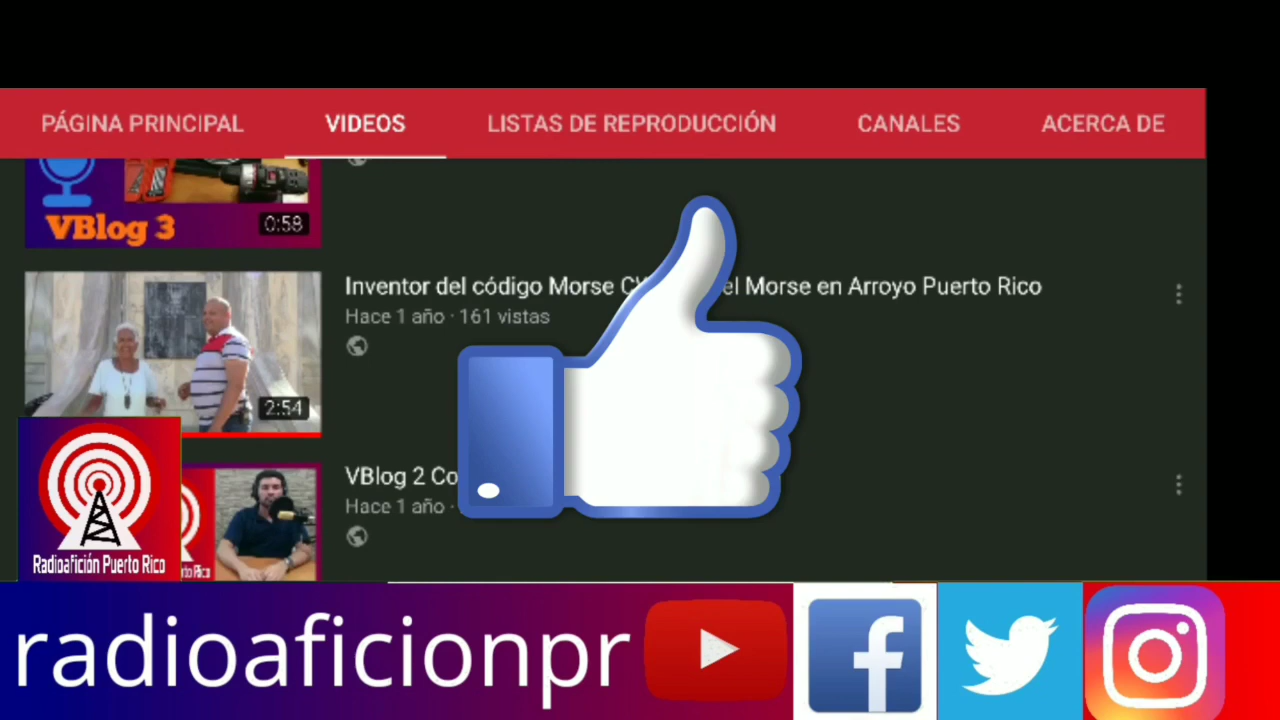 PÁGINA PRINCIPAL VIDEOS LISTAS DE REPRODUCCIÓN CANALES ACERCA DE
VBlog 3
0:58
Inventor del código Morse el Morse en Arroyo Puerto Rico
Hace 1 año · 161 vistas
2:54
VBlog 2 Co
Hace 1 año ·
Radioafición Puerto Rico
radioaficionpr